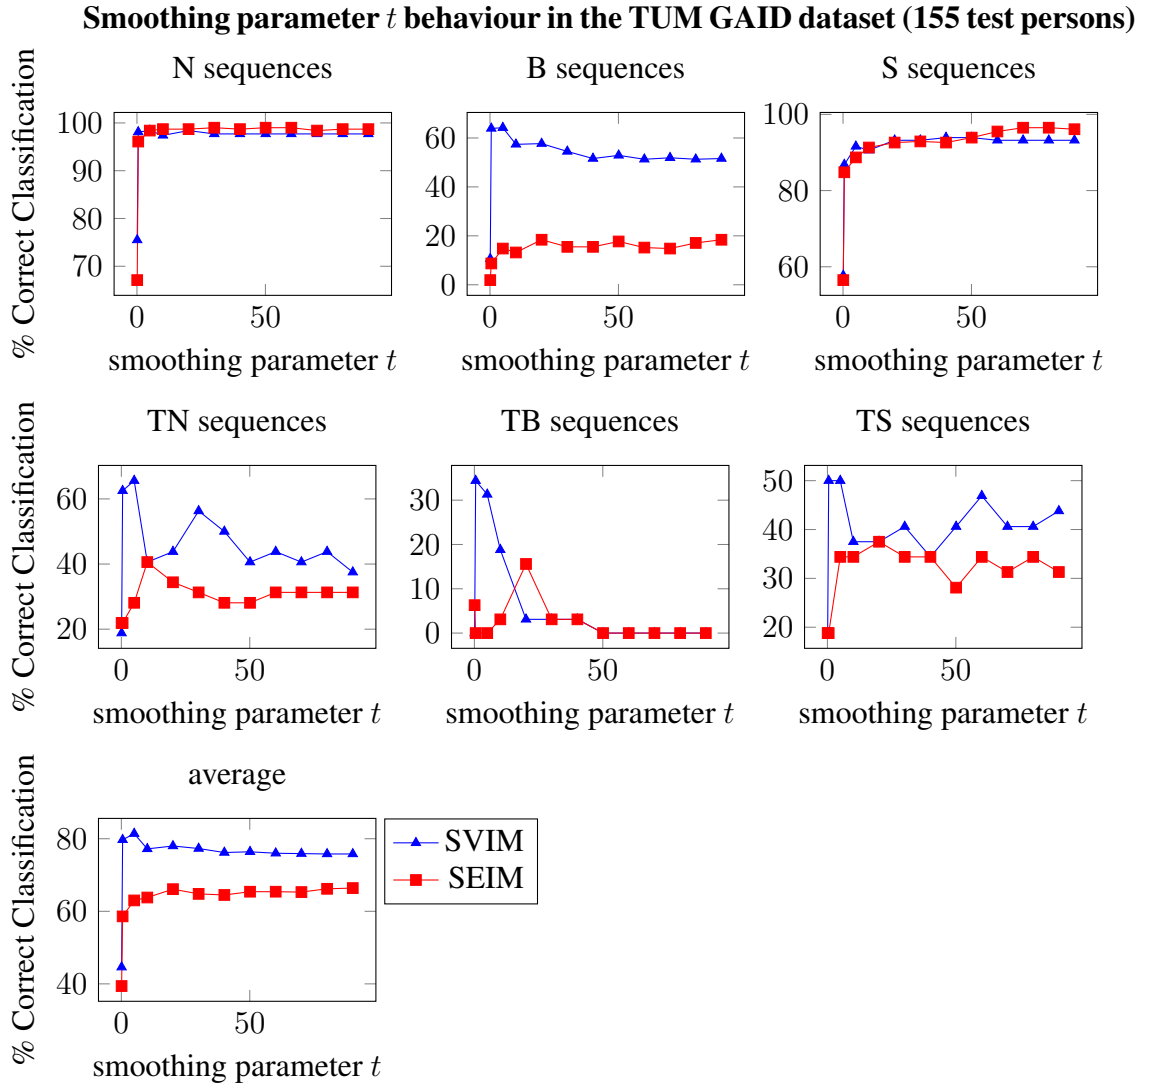 Smoothing parameter t behaviour in the TUM GAID dataset (155 test persons)
N sequences
B sequences
S sequences
% Correct Classification
100
90
80
70
0
50
smoothing parameter t
60
40
20
0
0
50
smoothing parameter t
100
80
60
0
50
smoothing parameter t
TN sequences
TB sequences
TS sequences
% Correct Classification
60
40
20
0
50
smoothing parameter t
30
20
10
0
0
50
smoothing parameter t
50
40
30
20
0
50
smoothing parameter t
average
% Correct Classification
80
60
40
0
50
smoothing parameter t
SVIM
SEIM